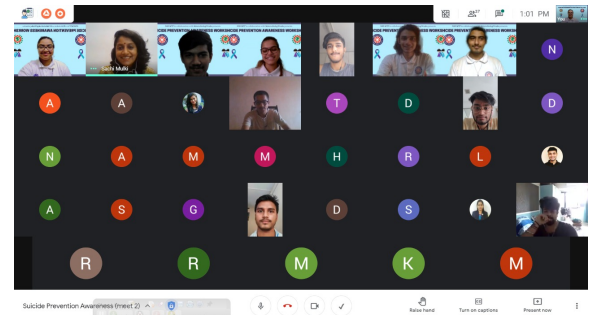 1:01 PM
SUICIDE PREVENTION AWARENESS WORKSHOP
Sachi Mulki
N
A
A
T
D
D
N
A
M
M
H
R
L
A
S
G
D
S
R
R
M
K
M
Suicide Prevention Awareness (meet 2)
Raise hand
Turn on captions
Present now